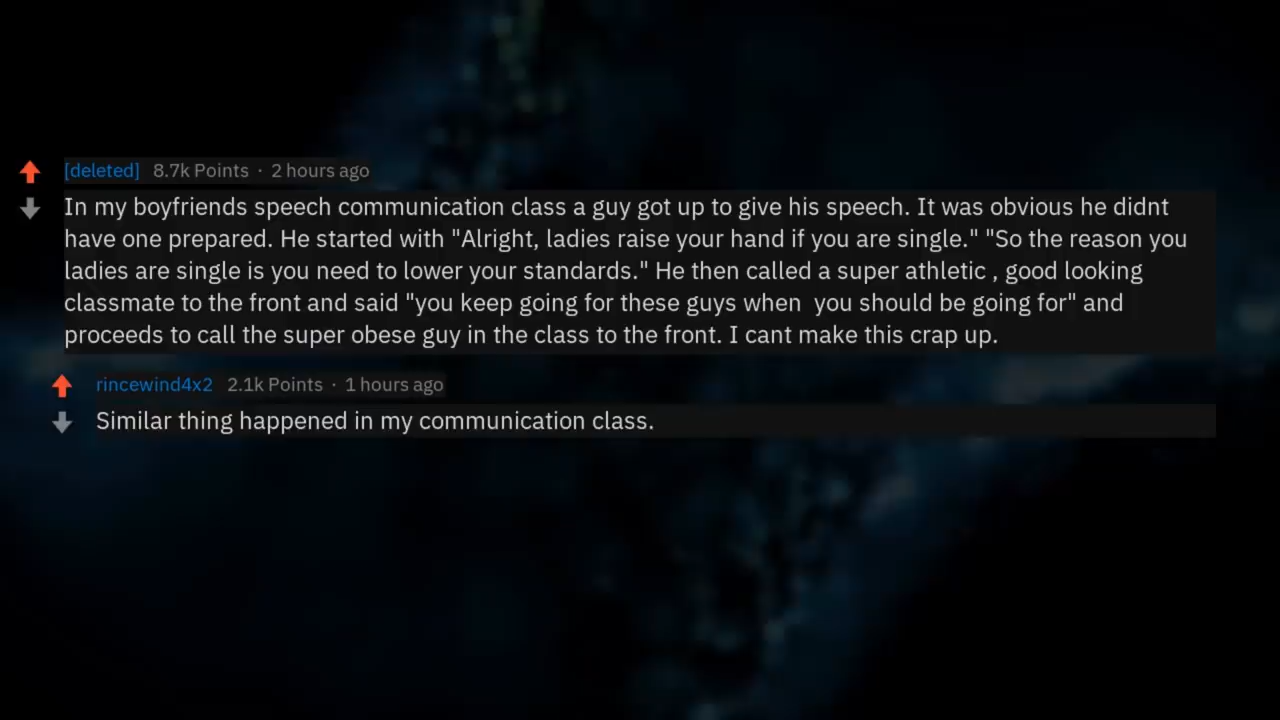 [deleted] 8.7k Points · 2 hours ago
In my boyfriends speech communication class a guy got up to give his speech. It was obvious he didnt
have one prepared. He started with "Alright, ladies raise your hand if you are single." "So the reason you
ladies are single is you need to lower your standards." He then called a super athletic , good looking
classmate to the front and said "you keep going for these guys when  you should be going for" and
proceeds to call the super obese guy in the class to the front. I cant make this crap up.
rincewind4x2 2.1k Points · 1 hours ago
Similar thing happened in my communication class.